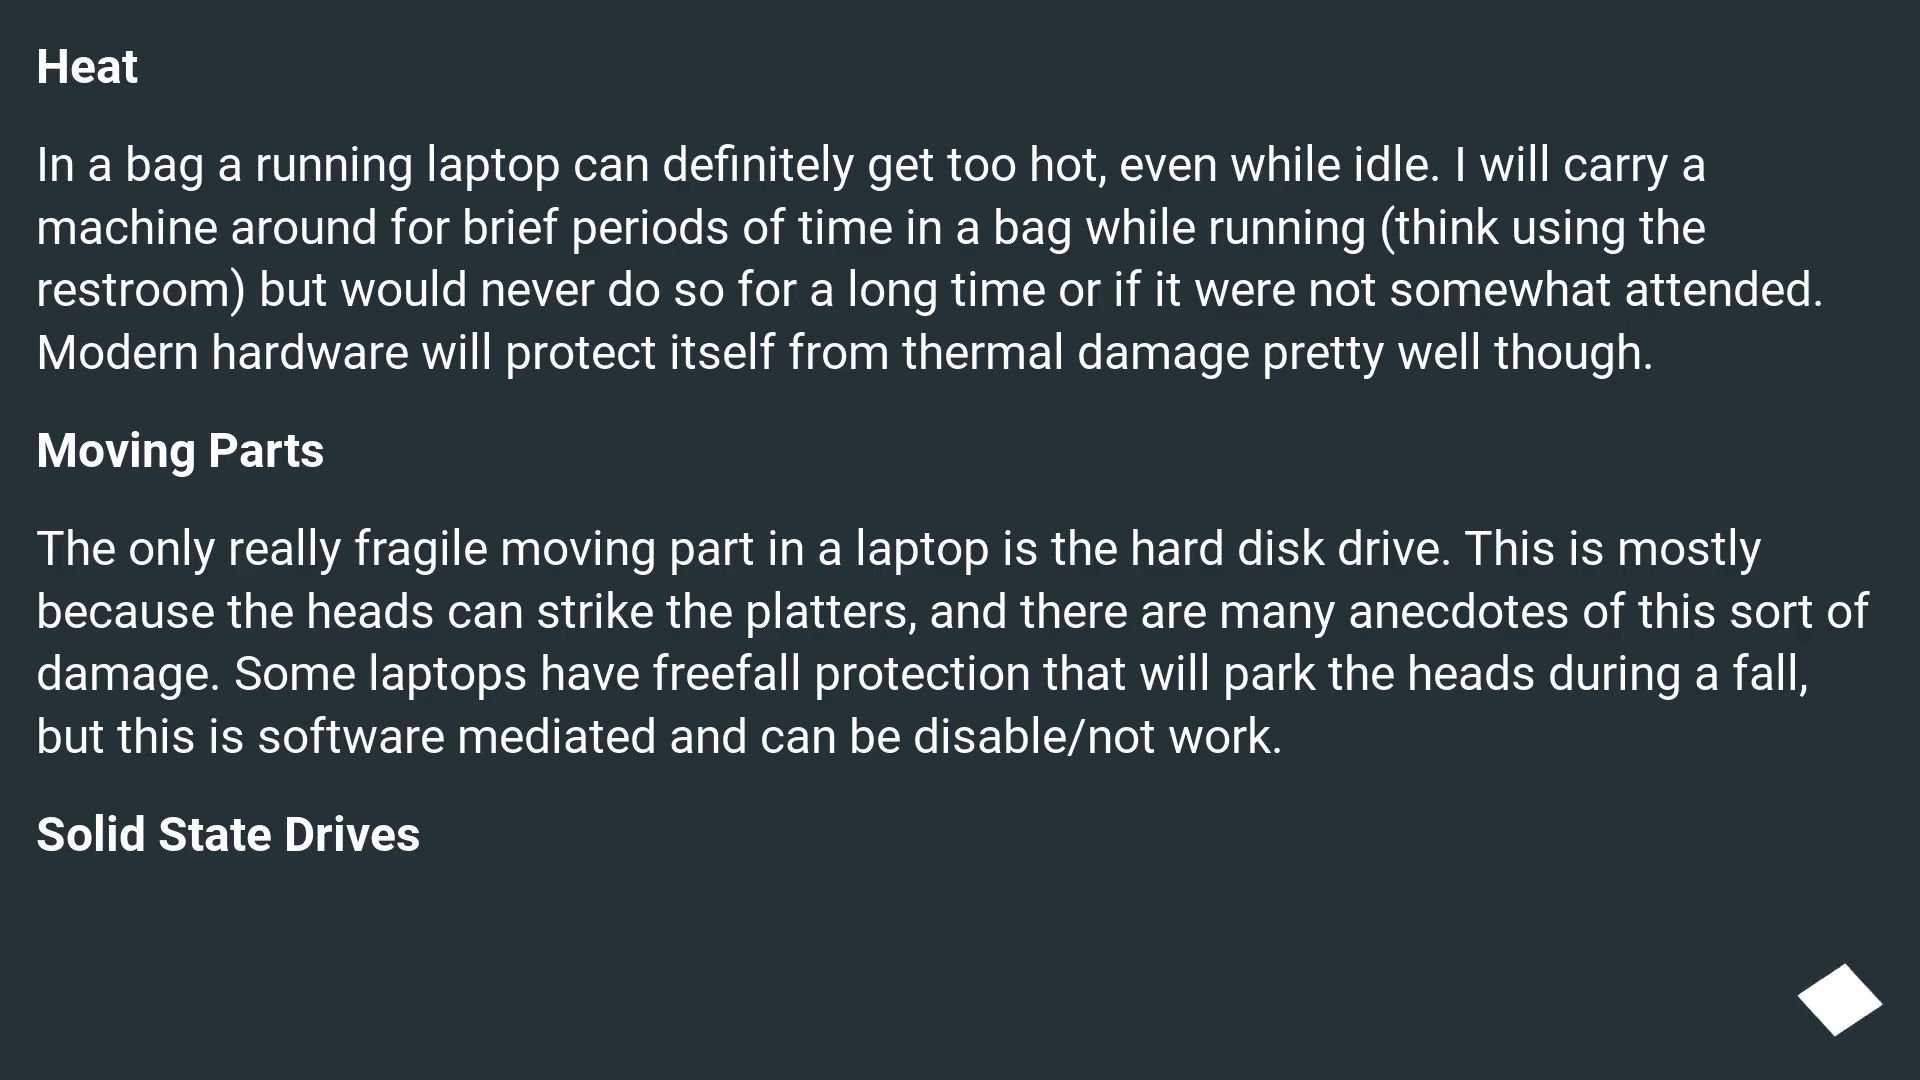 Heat
In a bag a running laptop can definitely get too hot, even while idle. I will carry a
machine around for brief periods of time in a bag while running (think using the
restroom) but would never do so for a long time or if it were not somewhat attended.
Modern hardware will protect itself from thermal damage pretty well though.
Moving Parts
The only really fragile moving part in a laptop is the hard disk drive. This is mostly
because the heads can strike the platters, and there are many anecdotes of this sort of
damage. Some laptops have freefall protection that will park the heads during a fall,
but this is software mediated and can be disable/not work.
Solid State Drives